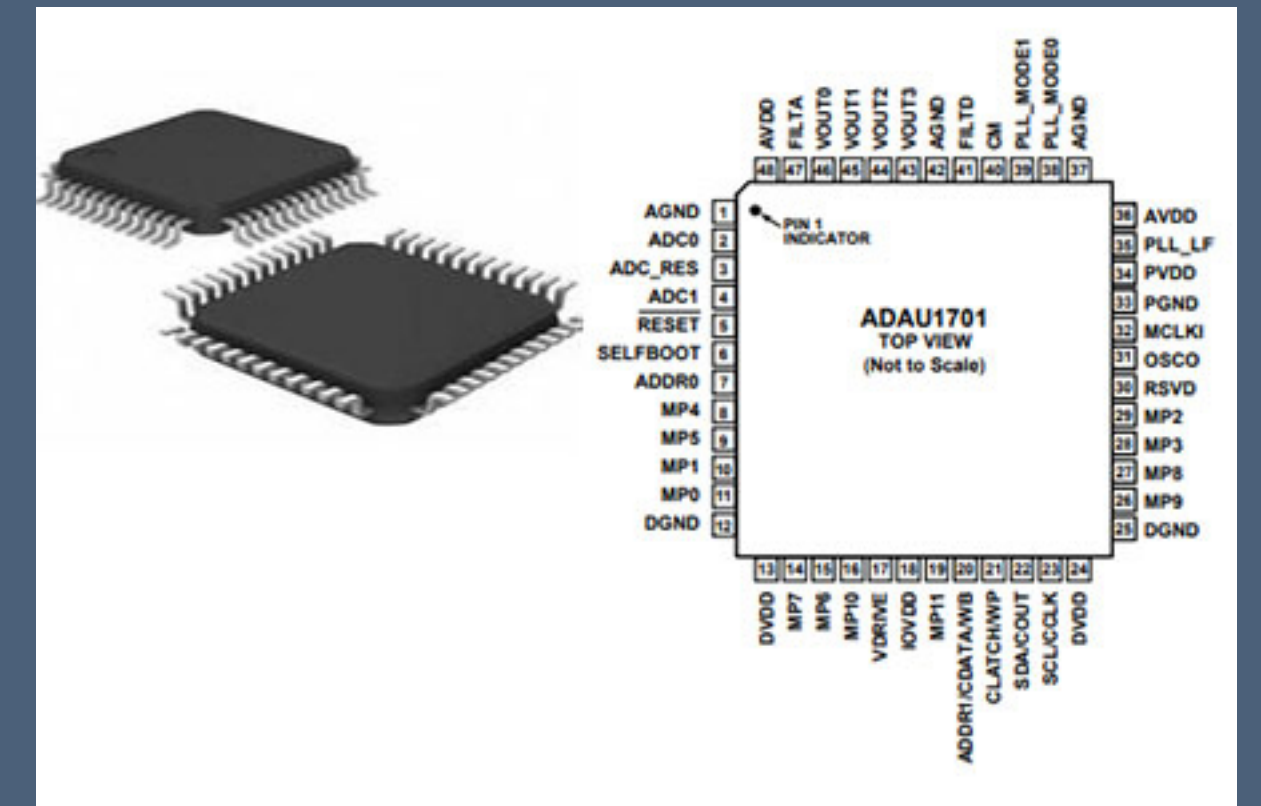 AVDD
FILTA
VOUT0
VOUT1
VOUT2
VOUT3
AGND
FILTD
CM
PLL_MODE1
PLL_MODE0
AGND
48 47 46 45 44 43 42 41 40 39 38 37
AGND 1
ADC0 2
ADC_RES 3
ADC1 4
RESET 5
SELFBOOT 6
ADDR0 7
MP4 8
MP5 9
MP1 10
MP0 11
DGND 12
PIN 1
INDICATOR
ADAU1701
TOP VIEW
(Not to Scale)
36 AVDD
35 PLL_LF
34 PVDD
33 PGND
32 MCLKI
31 OSCO
30 RSVD
29 MP2
28 MP3
27 MP8
26 MP9
25 DGND
13 14 15 16 17 18 19 20 21 22 23 24
DVDD
MP7
MP6
MP10
VDRIVE
IOVDD
MP11
ADDR1/CDATA/WB
CLATCH/WP
SDA/COUT
SCL/CCLK
DVDD